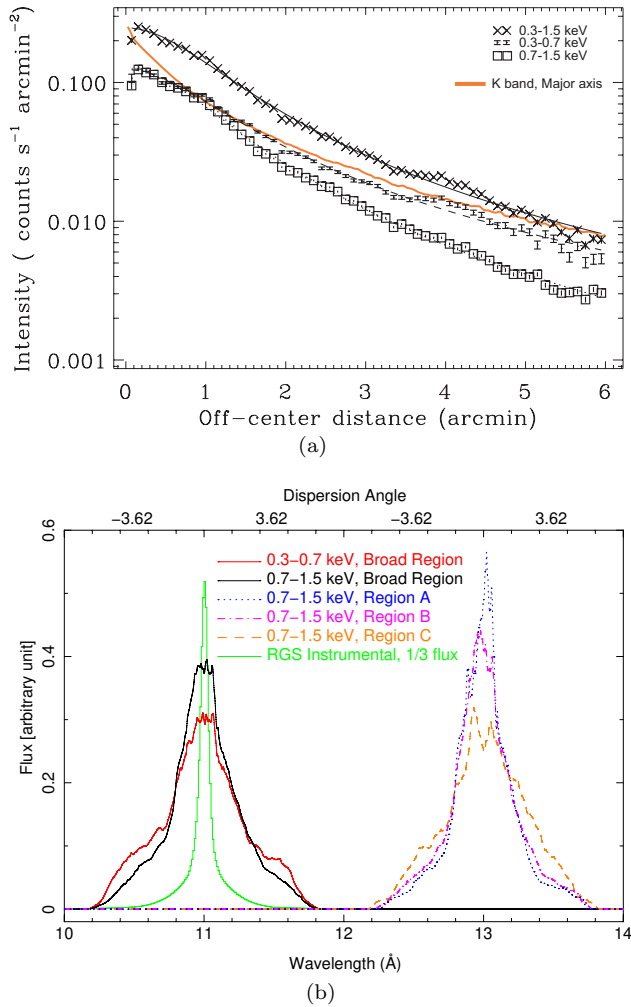 0.3-1.5 keV
0.3-0.7 keV
0.7-1.5 keV
K band, Major axis
Intensity ( counts s⁻¹ arcmin⁻²)
0.100
0.010
0.001
0 1 2 3 4 5 6
Off-center distance (arcmin)
(a)
Dispersion Angle
−3.62 3.62 −3.62 3.62
0.3−0.7 keV, Broad Region
0.7−1.5 keV, Broad Region
0.7−1.5 keV, Region A
0.7−1.5 keV, Region B
0.7−1.5 keV, Region C
RGS Instrumental, 1/3 flux
Flux [arbitrary unit]
0.6
0.4
0.2
0
10 11 12 13 14
Wavelength (Å)
(b)